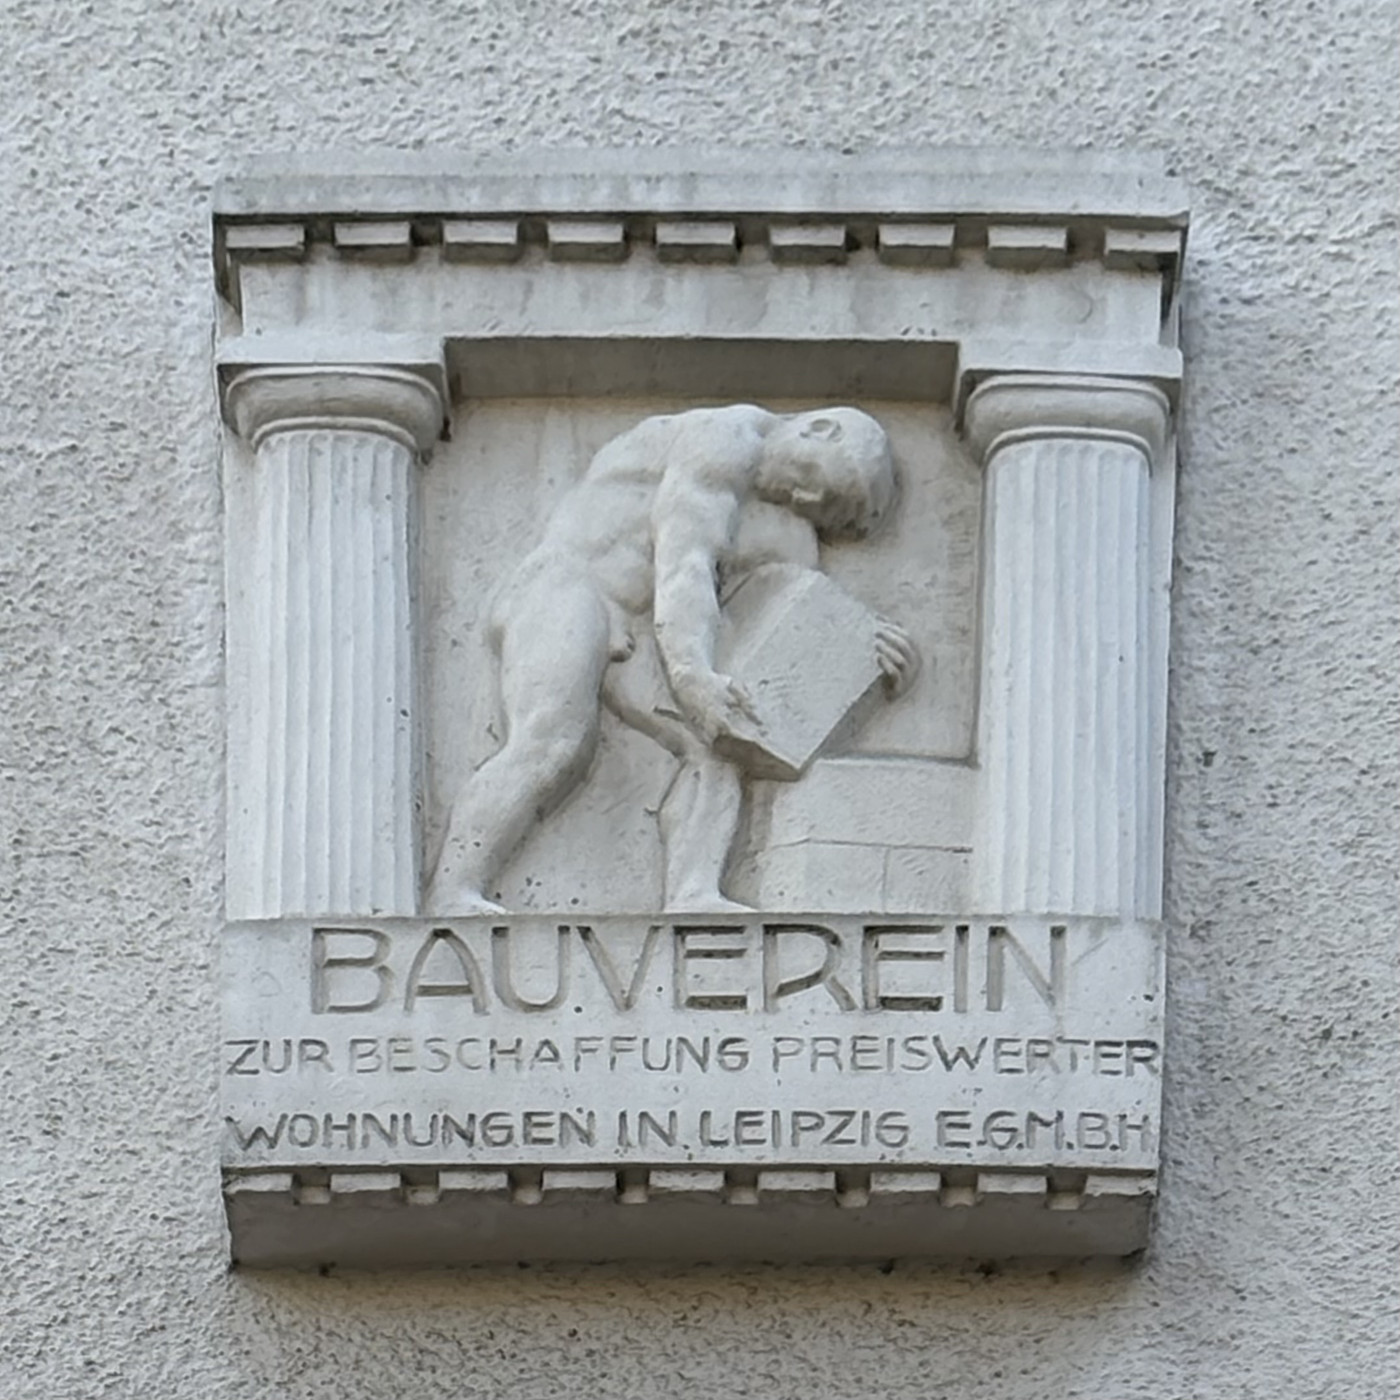 BAUVEREIN
ZUR BESCHAFFUNG PREISWERTER
WOHNUNGEN IN LEIPZIG E.G.M.B.H